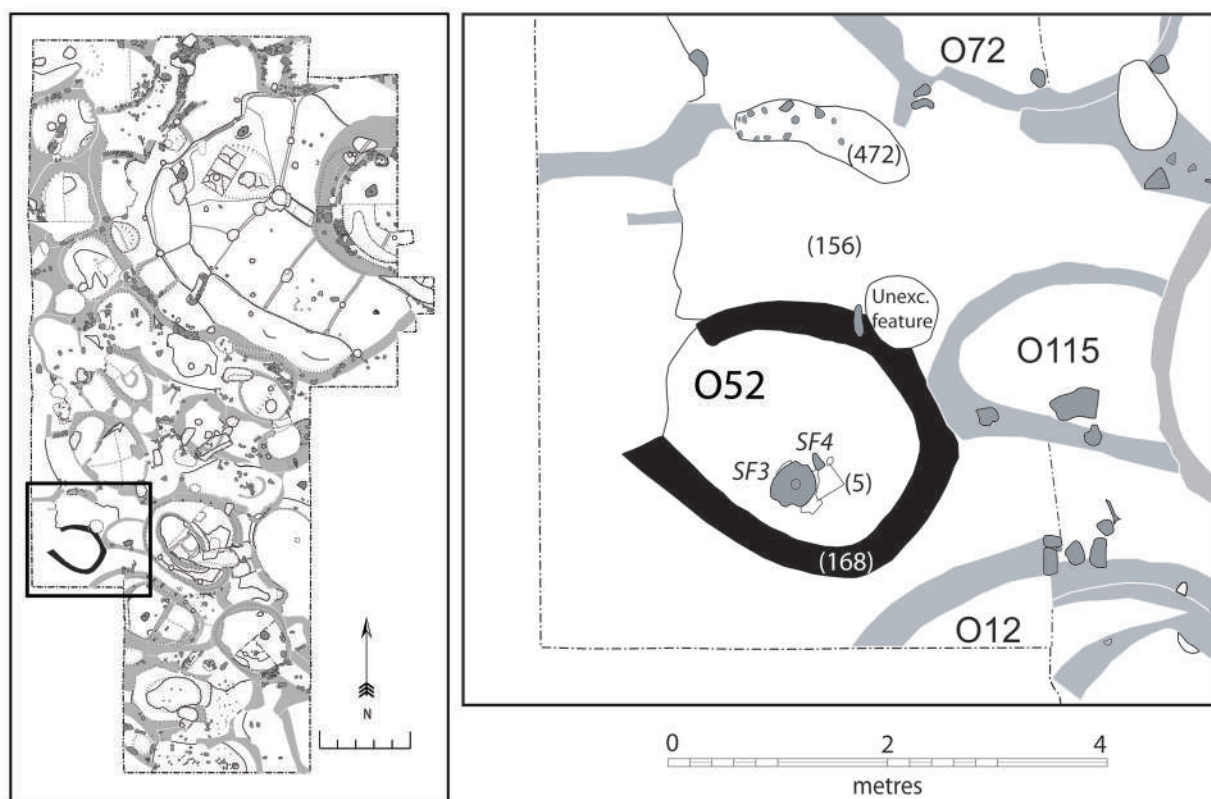 N
O72
(472)
(156)
Unexc.
feature
O115
O52
SF4
SF3
(5)
(168)
O12
0 2 4
metres